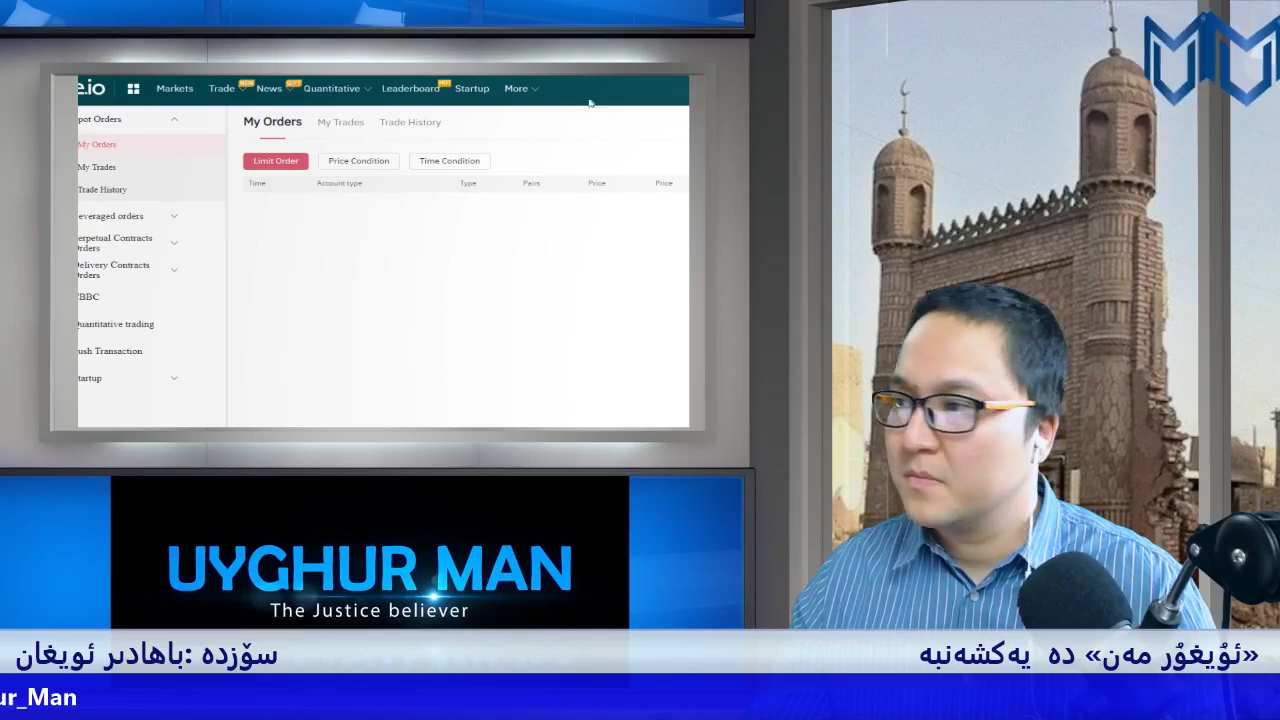 e.io Markets Trade NEW News Quantitative Leaderboard HOT Startup More
pot Orders
My Orders
My Trades
Trade History
everaged orders
erpetual Contracts
Orders
elivery Contracts
Orders
BBC
uantitative trading
ush Transaction
tartup
My Orders My Trades Trade History
Limit Order Price Condition Time Condition
Time Account type Type Pairs Price Price
UYGHUR MAN
The Justice believer
«ئۇيغۇر مەن» دە يەكشەنبە
سۆزدە :باھادىر ئويغان
ur_Man